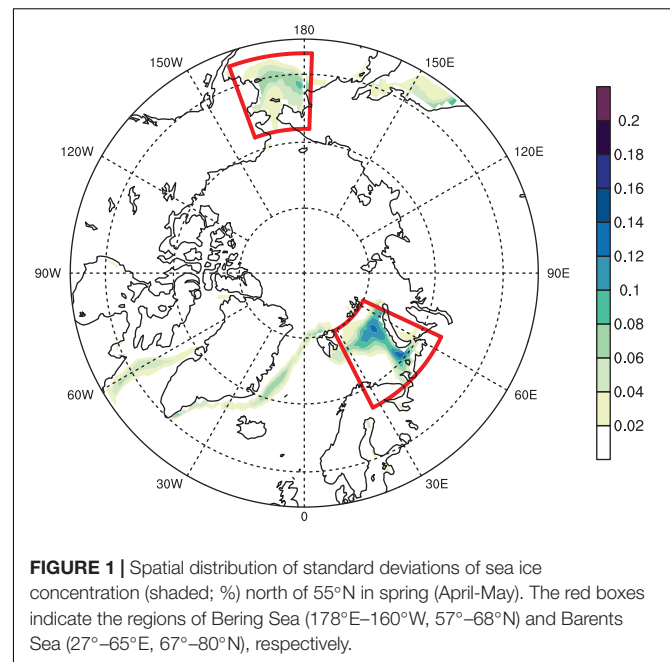 180
150W
150E
120W
120E
90W
90E
60W
60E
30W
30E
0
0.2
0.18
0.16
0.14
0.12
0.1
0.08
0.06
0.04
0.02
FIGURE 1 | Spatial distribution of standard deviations of sea ice
concentration (shaded; %) north of 55°N in spring (April-May). The red boxes
indicate the regions of Bering Sea (178°E–160°W, 57°–68°N) and Barents
Sea (27°–65°E, 67°–80°N), respectively.